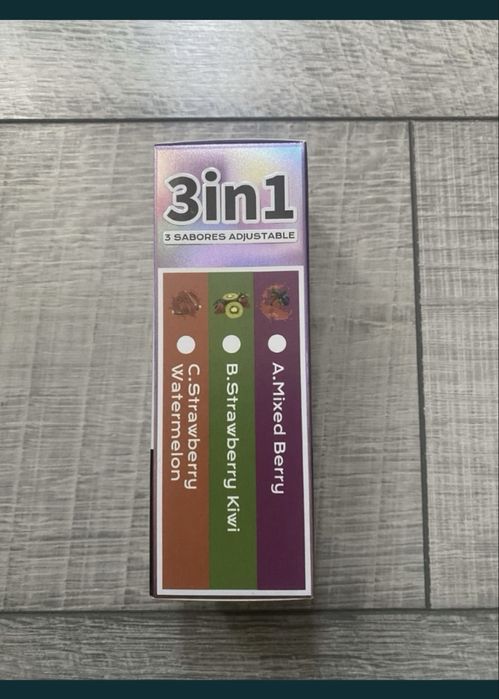 3in1
3 SABORES ADJUSTABLE
A.Mixed Berry
B.Strawberry Kiwi
C.Strawberry
Watermelon